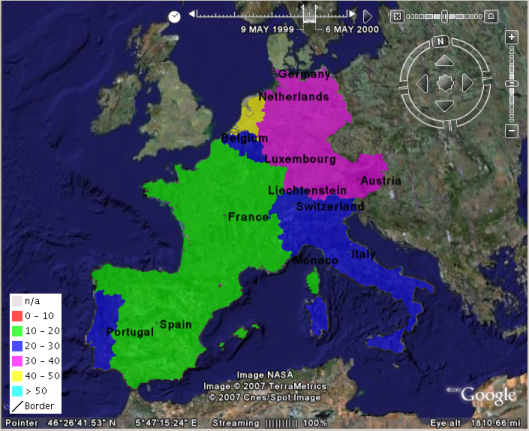 9 MAY 1999
6 MAY 2000
N
Germany
Netherlands
Belgium
Luxembourg
Austria
Liechtenstein
Switzerland
France
Italy
Monaco
Portugal
Spain
n/a
0 – 10
10 – 20
20 – 30
30 – 40
40 – 50
> 50
Border
Image NASA
Image © 2007 TerraMetrics
© 2007 Cnes/Spot Image
©2007 Google™
Pointer 46°26'41.53" N 5°47'15.24" E Streaming |||||||||| 100% Eye alt 1810.66 mi